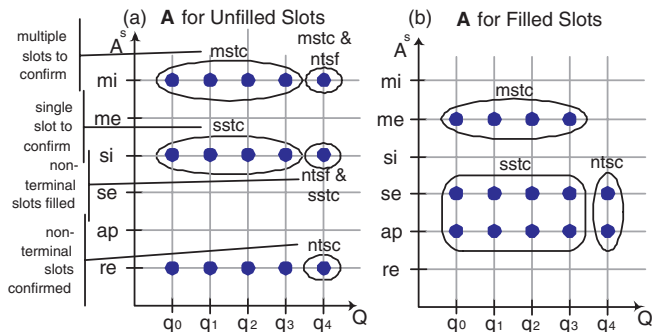 (a) A for Unfilled Slots
multiple
slots to
confirm
single
slot to
confirm
non-
terminal
slots filled
non-
terminal
slots
confirmed
A^s
mi
me
si
se
ap
re
mstc
mstc &
ntsf
sstc
ntsf &
sstc
ntsc
q0 q1 q2 q3 q4 Q
(b) A for Filled Slots
A^s
mi
me
si
se
ap
re
mstc
sstc
ntsc
q0 q1 q2 q3 q4 Q